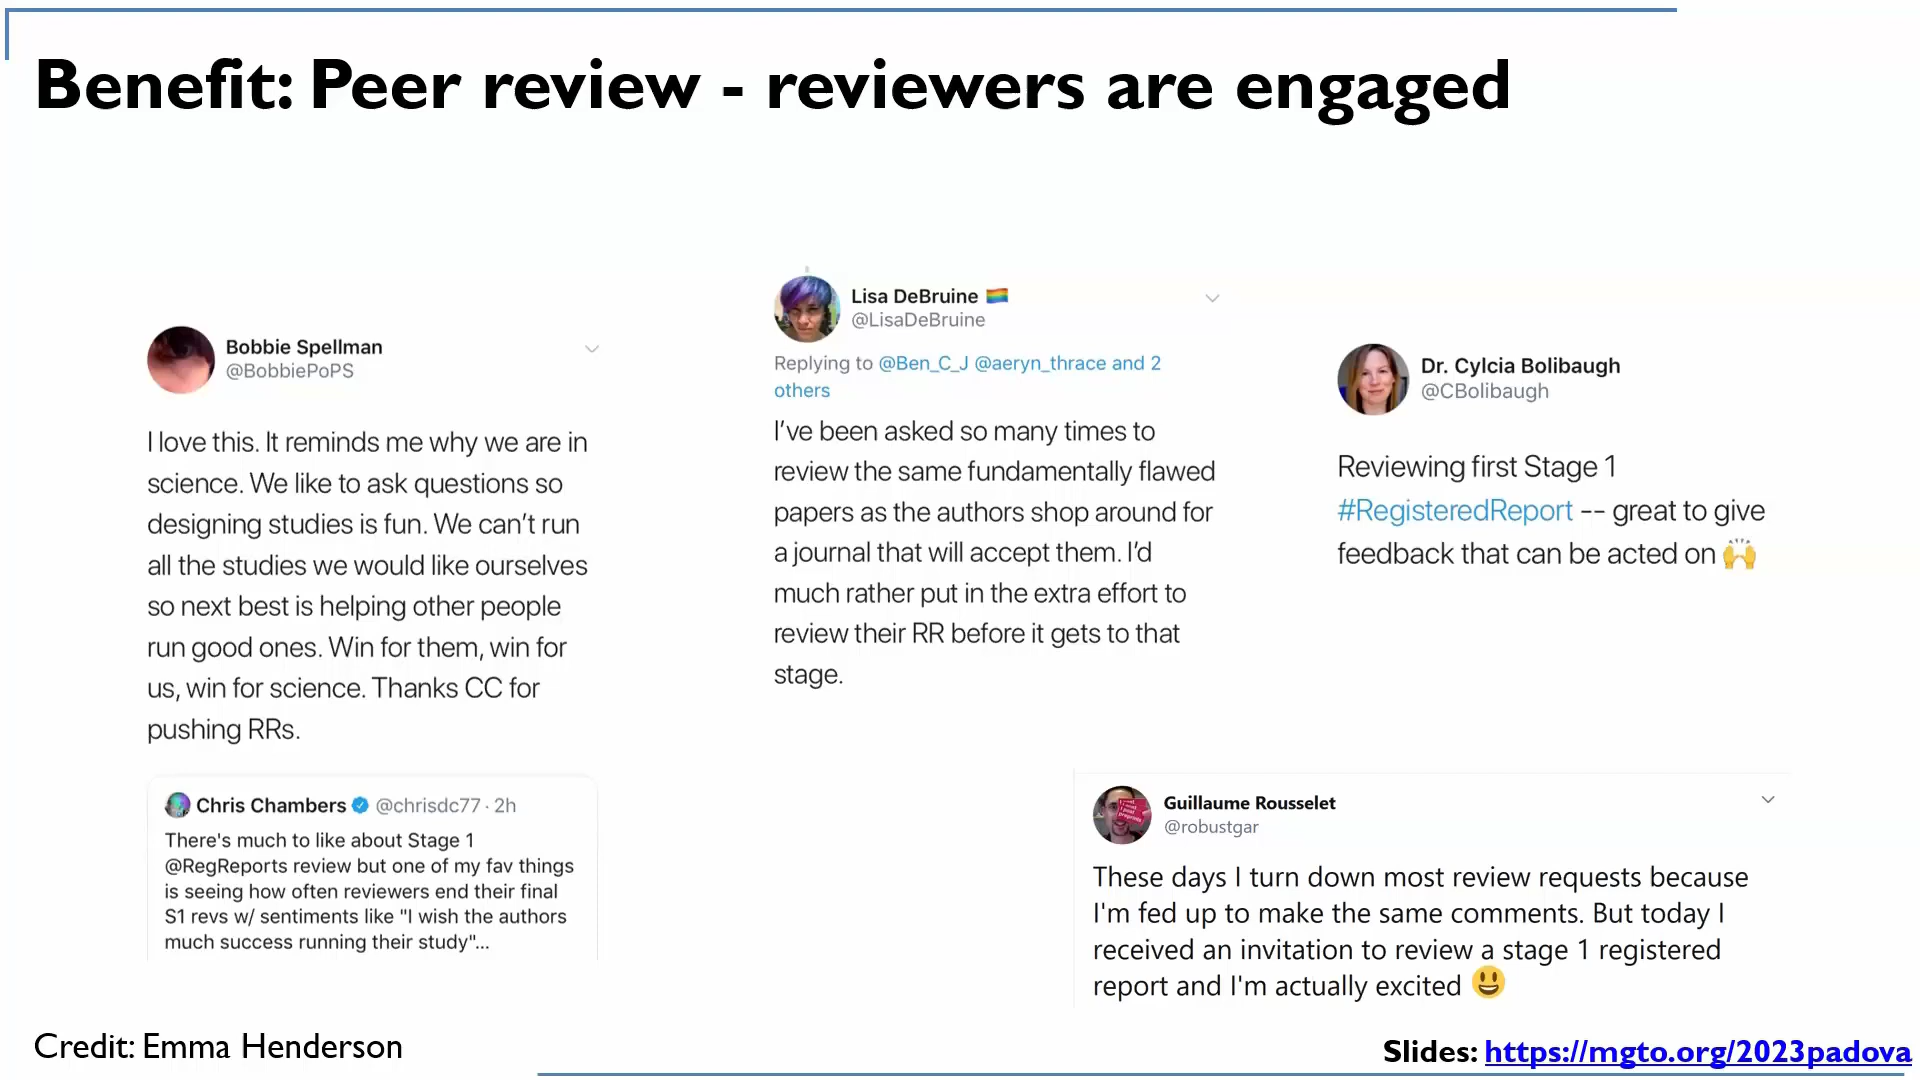 Benefit: Peer review - reviewers are engaged
Bobbie Spellman
@BobbiePoPS
I love this. It reminds me why we are in
science. We like to ask questions so
designing studies is fun. We can’t run
all the studies we would like ourselves
so next best is helping other people
run good ones. Win for them, win for
us, win for science. Thanks CC for
pushing RRs.
Chris Chambers @chrisdc77 · 2h
There's much to like about Stage 1
@RegReports review but one of my fav things
is seeing how often reviewers end their final
S1 revs w/ sentiments like "I wish the authors
much success running their study"...
Lisa DeBruine 🏳️‍🌈
@LisaDeBruine
Replying to @Ben_C_J @aeryn_thrace and 2
others
I’ve been asked so many times to
review the same fundamentally flawed
papers as the authors shop around for
a journal that will accept them. I’d
much rather put in the extra effort to
review their RR before it gets to that
stage.
Dr. Cylcia Bolibaugh
@CBolibaugh
Reviewing first Stage 1
#RegisteredReport -- great to give
feedback that can be acted on 🙌
Guillaume Rousselet
@robustgar
These days I turn down most review requests because
I'm fed up to make the same comments. But today I
received an invitation to review a stage 1 registered
report and I'm actually excited 😃
Credit: Emma Henderson
Slides: https://mgto.org/2023padova